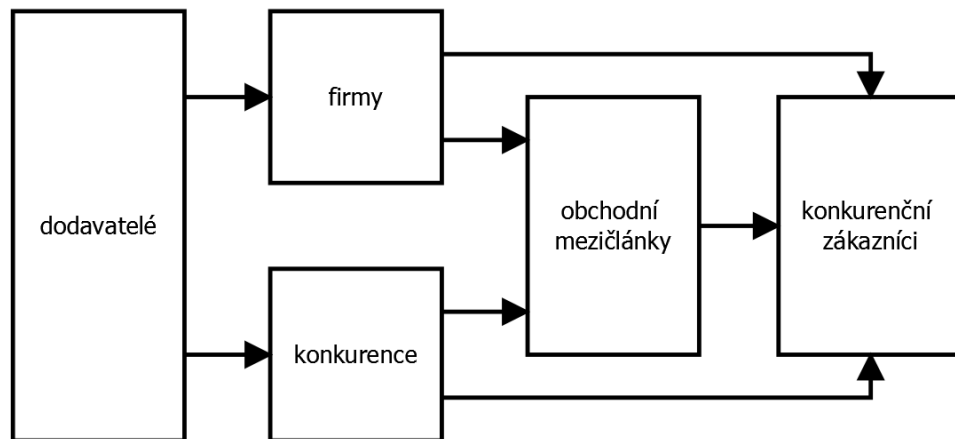 dodavatelé
firmy
konkurence
obchodní
mezičlánky
konkurenční
zákazníci